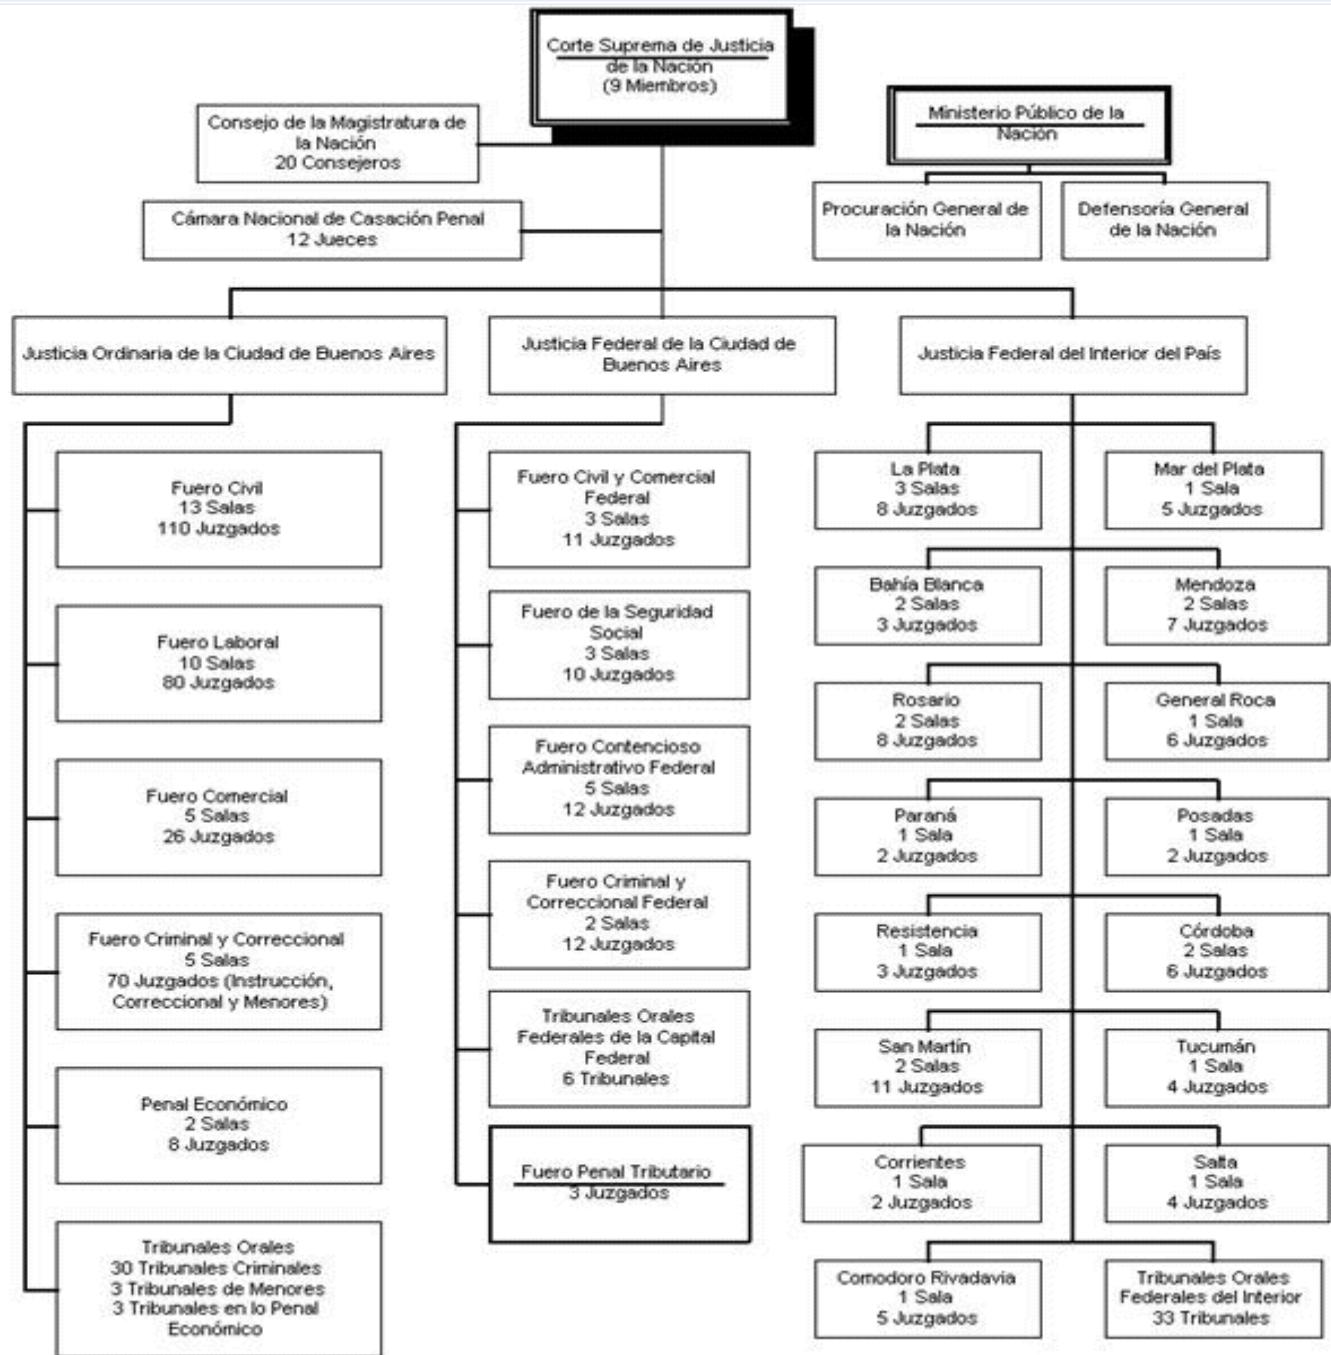 Corte Suprema de Justicia
de la Nación
(9 Miembros)
Consejo de la Magistratura de
la Nación
20 Consejeros
Ministerio Público de la
Nación
Cámara Nacional de Casación Penal
12 Jueces
Procuración General de
la Nación
Defensoría General
de la Nación
Justicia Ordinaria de la Ciudad de Buenos Aires
Justicia Federal de la Ciudad de
Buenos Aires
Justicia Federal del Interior del País
Fuero Civil
13 Salas
110 Juzgados
Fuero Laboral
10 Salas
80 Juzgados
Fuero Comercial
5 Salas
26 Juzgados
Fuero Criminal y Correccional
5 Salas
70 Juzgados (Instrucción,
Correccional y Menores)
Penal Económico
2 Salas
8 Juzgados
Tribunales Orales
30 Tribunales Criminales
3 Tribunales de Menores
3 Tribunales en lo Penal
Económico
Fuero Civil y Comercial
Federal
3 Salas
11 Juzgados
Fuero de la Seguridad
Social
3 Salas
10 Juzgados
Fuero Contencioso
Administrativo Federal
5 Salas
12 Juzgados
Fuero Criminal y
Correccional Federal
2 Salas
12 Juzgados
Tribunales Orales
Federales de la Capital
Federal
6 Tribunales
Fuero Penal Tributario
3 Juzgados
La Plata
3 Salas
8 Juzgados
Mar del Plata
1 Sala
5 Juzgados
Bahía Blanca
2 Salas
3 Juzgados
Mendoza
2 Salas
7 Juzgados
Rosario
2 Salas
8 Juzgados
General Roca
1 Sala
6 Juzgados
Paraná
1 Sala
2 Juzgados
Posadas
1 Sala
2 Juzgados
Resistencia
1 Sala
3 Juzgados
Córdoba
2 Salas
6 Juzgados
San Martín
2 Salas
11 Juzgados
Tucumán
1 Sala
4 Juzgados
Corrientes
1 Sala
2 Juzgados
Salta
1 Sala
4 Juzgados
Comodoro Rivadavia
1 Sala
5 Juzgados
Tribunales Orales
Federales del Interior
33 Tribunales